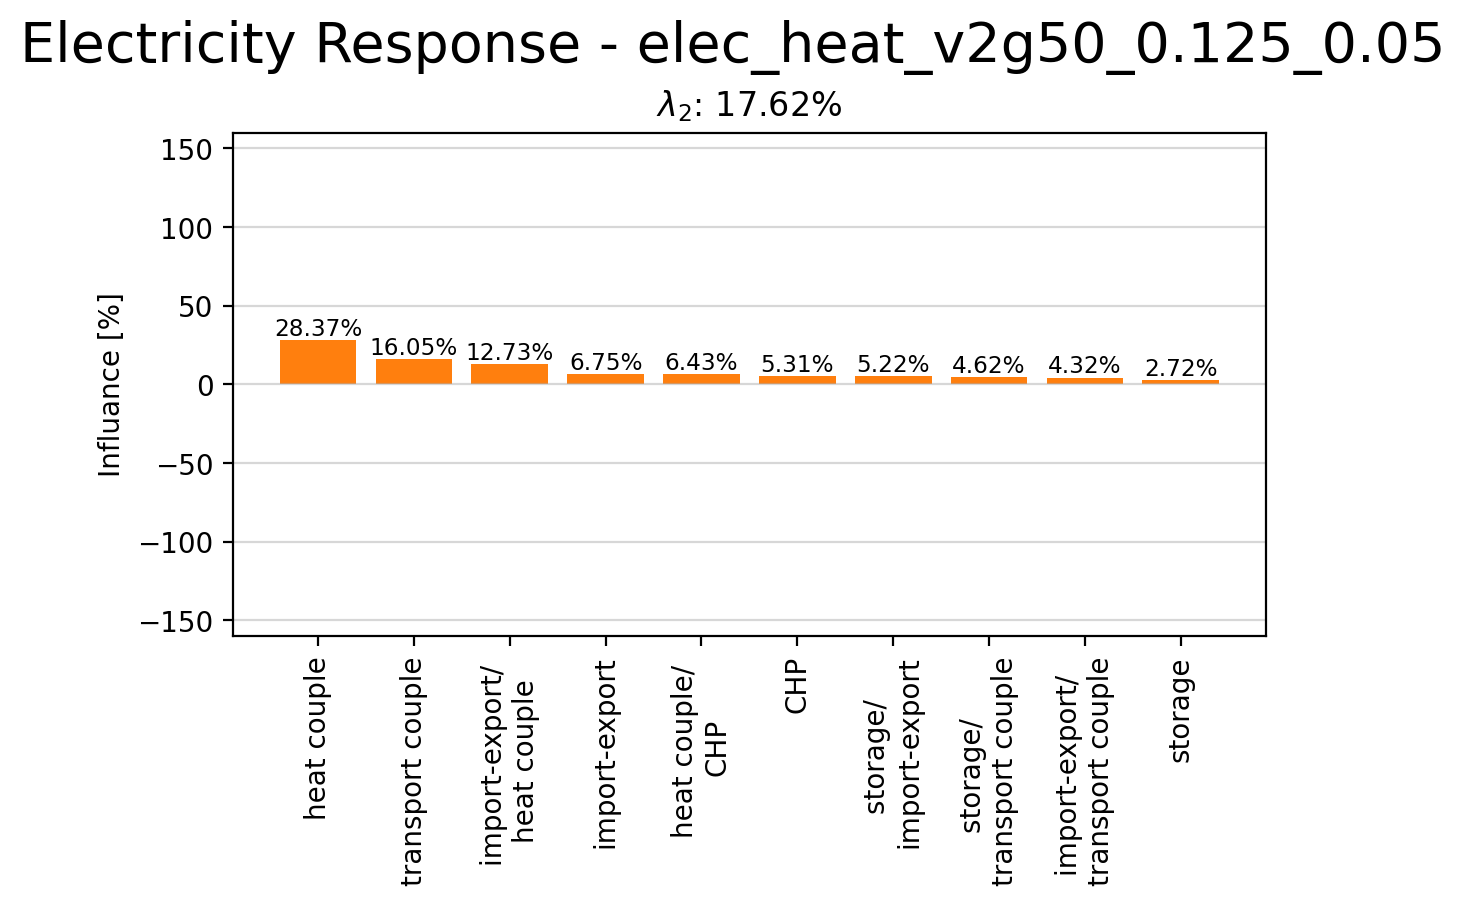 Electricity Response - elec_heat_v2g50_0.125_0.05
λ₂: 17.62%
150
100
50
0
−50
−100
−150
Influance [%]
28.37%
16.05%
12.73%
6.75%
6.43%
5.31%
5.22%
4.62%
4.32%
2.72%
heat couple
transport couple
import-export/
heat couple
import-export
heat couple/
CHP
CHP
storage/
import-export
storage/
transport couple
import-export/
transport couple
storage